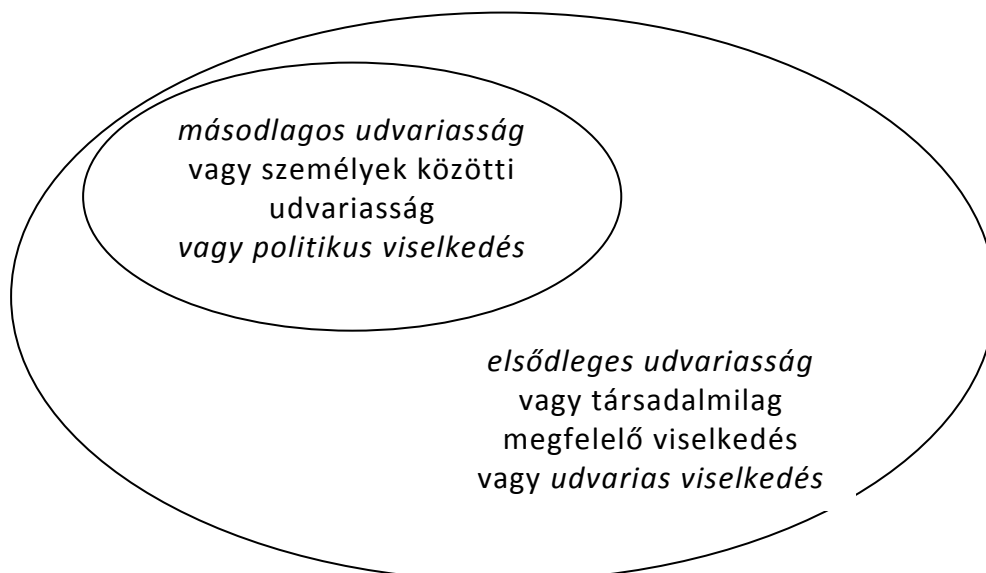 másodlagos udvariasság
vagy személyek közötti
udvariasság
vagy politikus viselkedés
elsődleges udvariasság
vagy társadalmilag
megfelelő viselkedés
vagy udvarias viselkedés